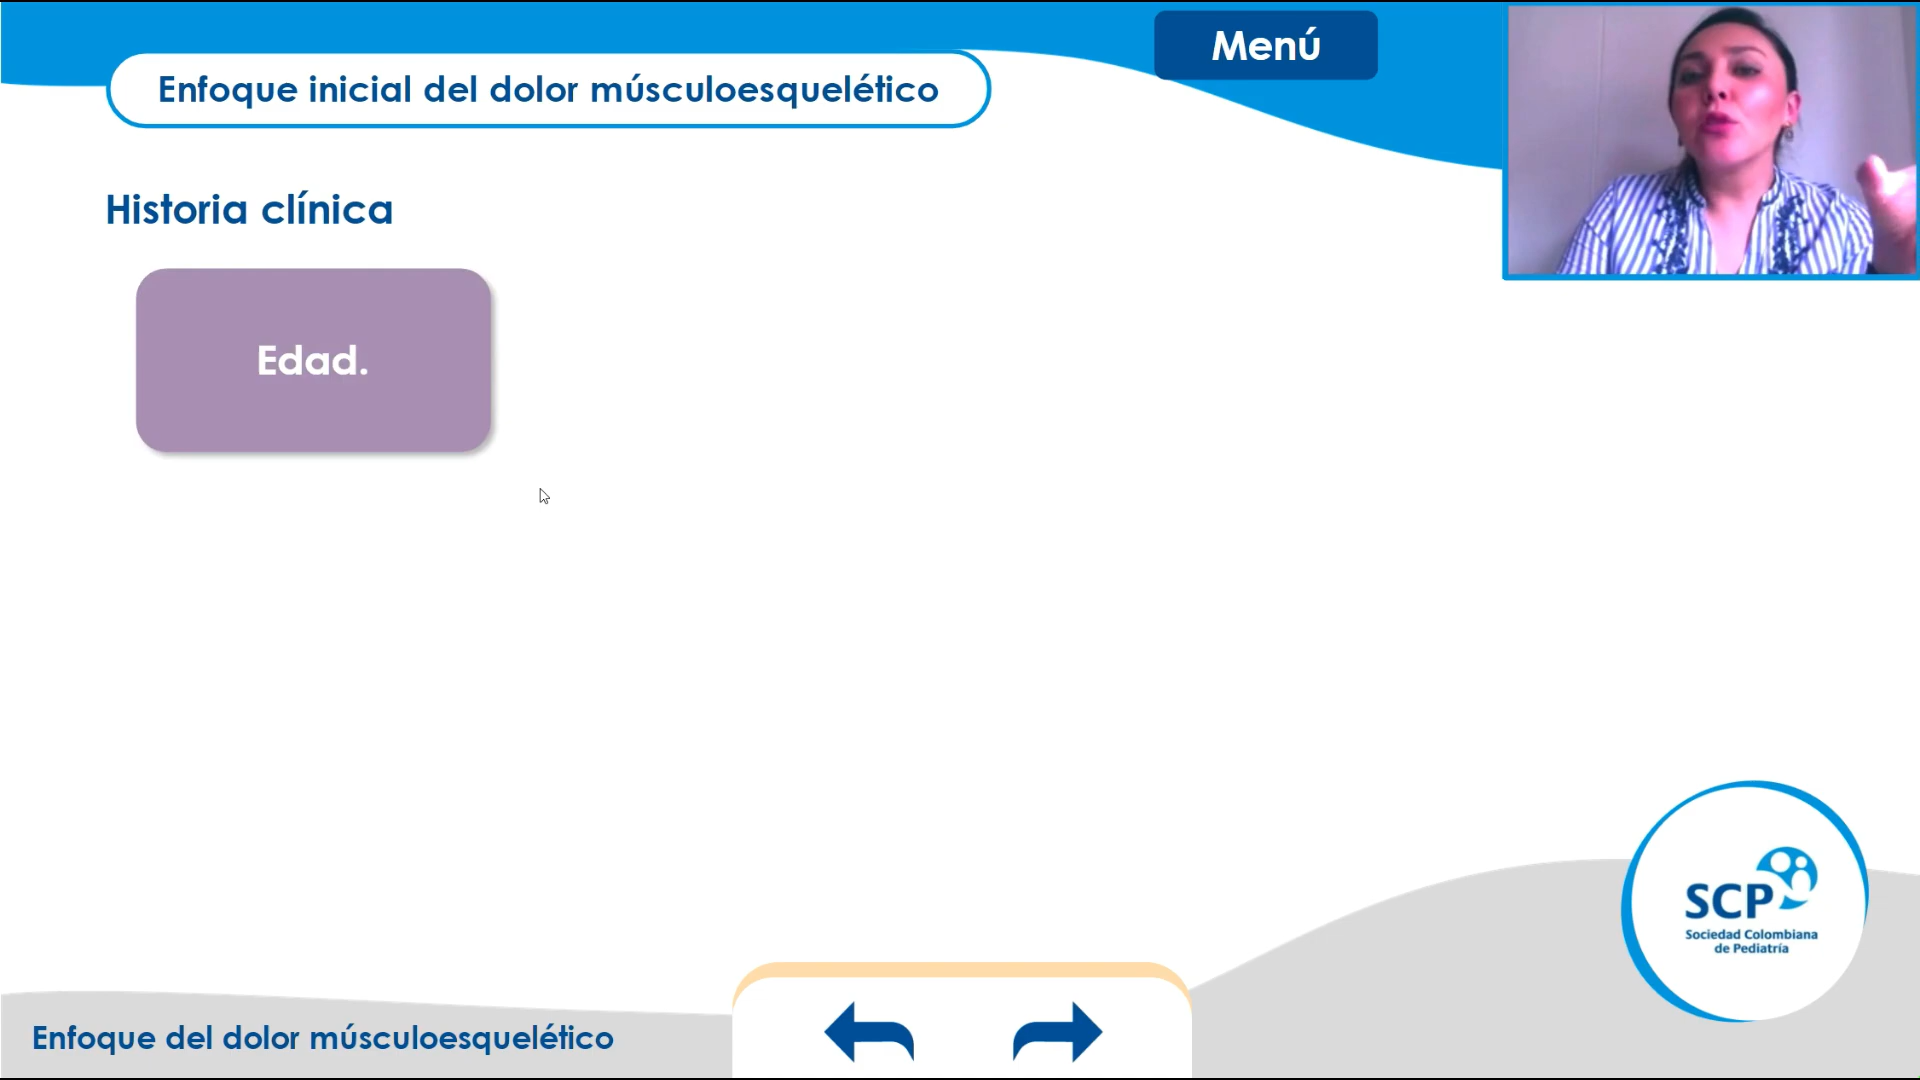 Menú
Enfoque inicial del dolor músculoesquelético
Historia clínica
Edad.
SCP
Sociedad Colombiana
de Pediatría
Enfoque del dolor músculoesquelético